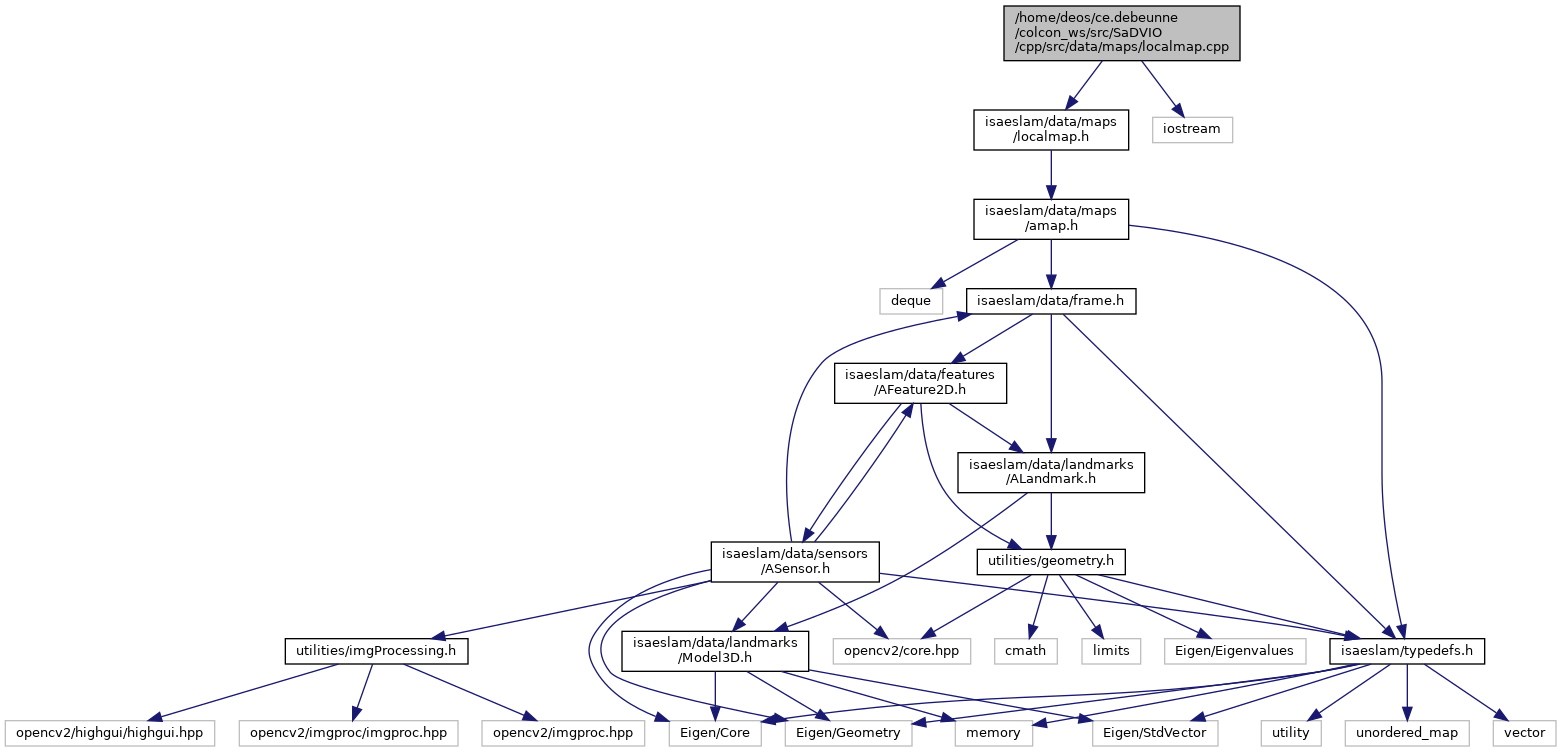 /home/deos/ce.debeunne
/colcon_ws/src/SaDVIO
/cpp/src/data/maps/localmap.cpp
isaeslam/data/maps
/localmap.h
iostream
isaeslam/data/maps
/amap.h
deque
isaeslam/data/frame.h
isaeslam/data/features
/AFeature2D.h
isaeslam/data/landmarks
/ALandmark.h
isaeslam/data/sensors
/ASensor.h
utilities/geometry.h
utilities/imgProcessing.h
isaeslam/data/landmarks
/Model3D.h
opencv2/core.hpp
cmath
limits
Eigen/Eigenvalues
isaeslam/typedefs.h
opencv2/highgui/highgui.hpp
opencv2/imgproc/imgproc.hpp
opencv2/imgproc.hpp
Eigen/Core
Eigen/Geometry
memory
Eigen/StdVector
utility
unordered_map
vector